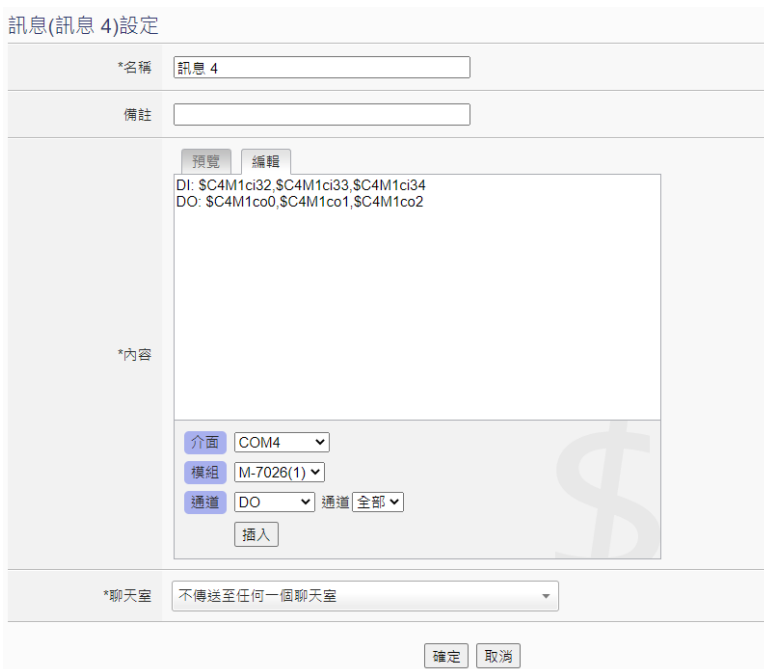 訊息(訊息 4)設定
*名稱 訊息 4
備註
預覽 編輯
DI: $C4M1ci32,$C4M1ci33,$C4M1ci34
DO: $C4M1co0,$C4M1co1,$C4M1co2
*內容
$
介面 COM4
模組 M-7026(1)
通道 DO 通道 全部
插入
*聊天室 不傳送至任何一個聊天室
確定 取消